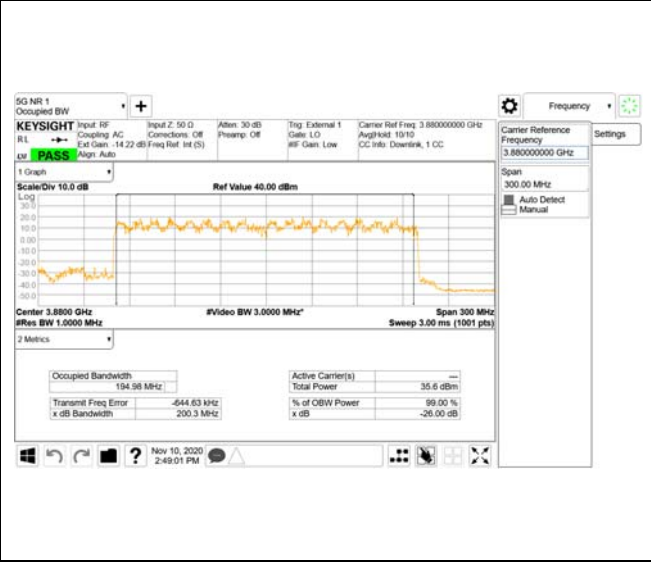 5G NR 1
Occupied BW
Frequency
KEYSIGHT
R L
PASS
Input: RF
Coupling: AC
Ext Gain: -14.22 dB
Align: Auto
Input Z: 50 Ω
Corrections: Off
Freq Ref: Int (S)
Atten: 30 dB
Preamp: Off
Trig: External 1
Gate: LO
#IF Gain: Low
Carrier Ref Freq: 3.880000000 GHz
Avg|Hold: 10/10
CC Info: Downlink, 1 CC
Carrier Reference
Frequency
3.880000000 GHz
Settings
Span
300.00 MHz
Auto Detect
Manual
1 Graph
Scale/Div 10.0 dB
Ref Value 40.00 dBm
Log
30.0
20.0
10.0
0.00
-10.0
-20.0
-30.0
-40.0
-50.0
Center 3.8800 GHz
#Video BW 3.0000 MHz*
Span 300 MHz
#Res BW 1.0000 MHz
Sweep 3.00 ms (1001 pts)
2 Metrics
Occupied Bandwidth
194.98 MHz
Active Carrier(s)
---
Total Power
35.6 dBm
Transmit Freq Error
-644.63 kHz
x dB Bandwidth
200.3 MHz
% of OBW Power
99.00 %
x dB
-26.00 dB
?
Nov 10, 2020
2:49:01 PM